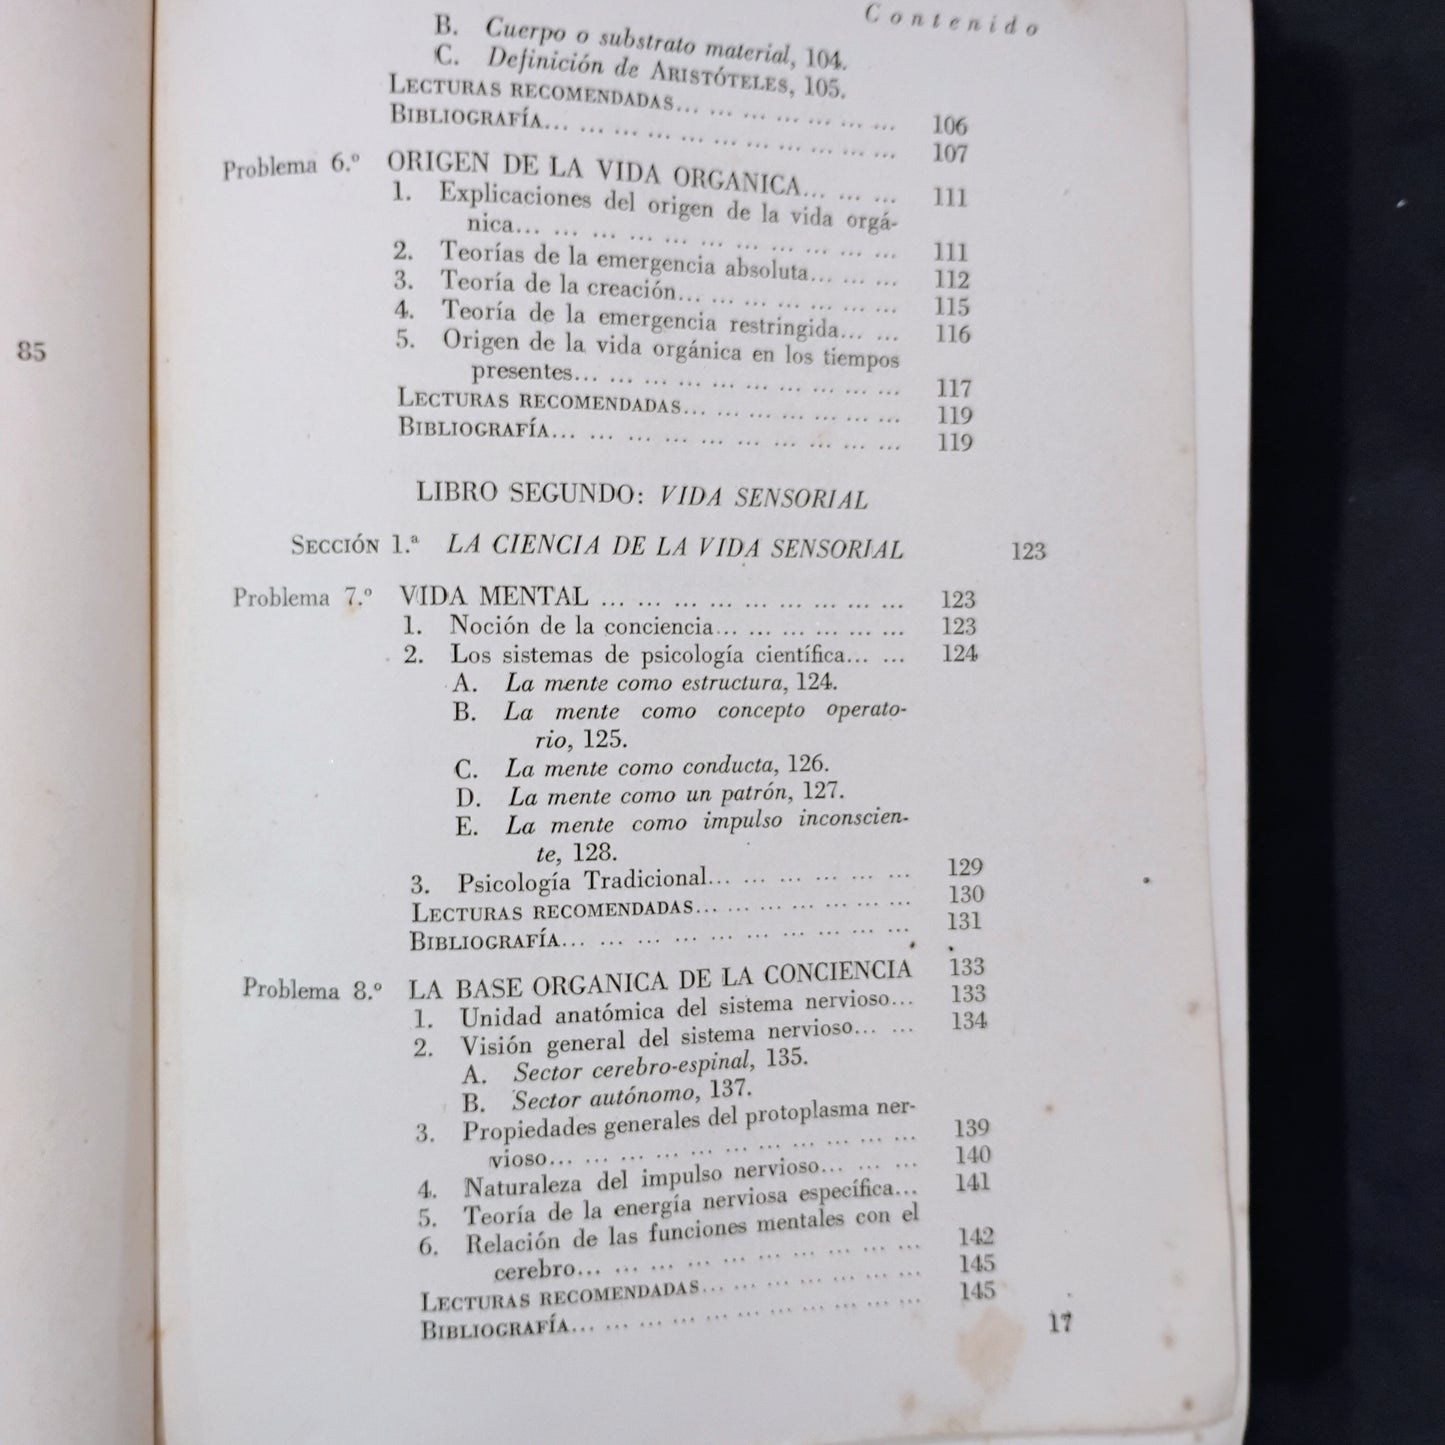 Contenido
B. Cuerpo o substrato material, 104.
C. Definición de ARISTÓTELES, 105.
LECTURAS RECOMENDADAS... ... ... ... ... ... ... 106
BIBLIOGRAFÍA... ... ... ... ... ... ... ... ... ... 107
Problema 6.º ORIGEN DE LA VIDA ORGANICA... ... ... 111
1. Explicaciones del origen de la vida orgá-
nica... ... ... ... ... ... ... ... ... ... ... 111
2. Teorías de la emergencia absoluta... ... ... 112
3. Teoría de la creación... ... ... ... ... ... ... 115
4. Teoría de la emergencia restringida... ... 116
5. Origen de la vida orgánica en los tiempos
presentes... ... ... ... ... ... ... ... ... ... 117
LECTURAS RECOMENDADAS... ... ... ... ... ... ... 119
BIBLIOGRAFÍA... ... ... ... ... ... ... ... ... ... 119
85
LIBRO SEGUNDO: VIDA SENSORIAL
SECCIÓN 1.ª LA CIENCIA DE LA VIDA SENSORIAL 123
Problema 7.º VIDA MENTAL ... ... ... ... ... ... ... ... ... 123
1. Noción de la conciencia... ... ... ... ... ... 123
2. Los sistemas de psicología científica... ... 124
A. La mente como estructura, 124.
B. La mente como concepto operato-
rio, 125.
C. La mente como conducta, 126.
D. La mente como un patrón, 127.
E. La mente como impulso inconscien-
te, 128.
3. Psicología Tradicional... ... ... ... ... ... 129
LECTURAS RECOMENDADAS... ... ... ... ... ... ... 130
BIBLIOGRAFÍA... ... ... ... ... ... ... ... ... ... 131
Problema 8.º LA BASE ORGANICA DE LA CONCIENCIA 133
1. Unidad anatómica del sistema nervioso... 133
2. Visión general del sistema nervioso... ... 134
A. Sector cerebro-espinal, 135.
B. Sector autónomo, 137.
3. Propiedades generales del protoplasma ner-
vioso... ... ... ... ... ... ... ... ... ... ... 139
4. Naturaleza del impulso nervioso... ... ... 140
5. Teoría de la energía nerviosa específica... 141
6. Relación de las funciones mentales con el
cerebro... ... ... ... ... ... ... ... ... ... 142
LECTURAS RECOMENDADAS... ... ... ... ... ... ... 145
BIBLIOGRAFÍA... ... ... ... ... ... ... ... ... ... 145
17